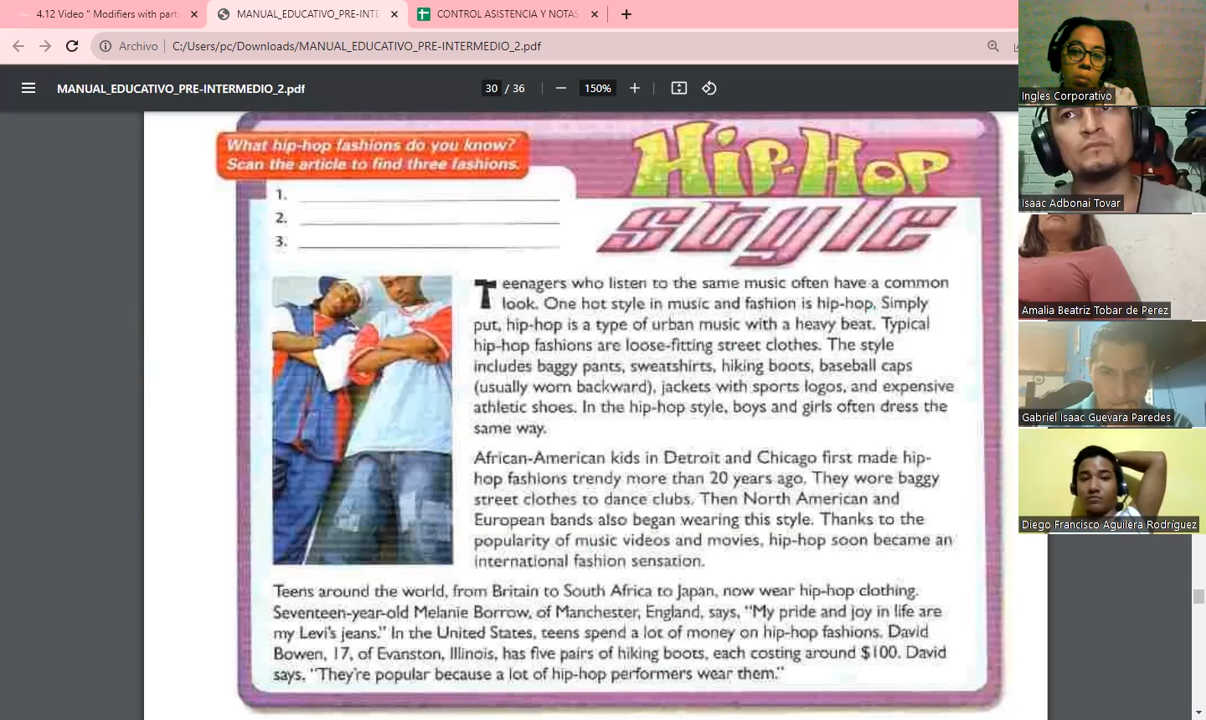 4.12 Video " Modifiers with part
MANUAL_EDUCATIVO_PRE-INTE
CONTROL ASISTENCIA Y NOTAS
Archivo
C:/Users/pc/Downloads/MANUAL_EDUCATIVO_PRE-INTERMEDIO_2.pdf
MANUAL_EDUCATIVO_PRE-INTERMEDIO_2.pdf
30 / 36
150%
What hip-hop fashions do you know?
Scan the article to find three fashions.
1.
2.
3.
Hip-Hop
style
Teenagers who listen to the same music often have a common
look. One hot style in music and fashion is hip-hop. Simply
put, hip-hop is a type of urban music with a heavy beat. Typical
hip-hop fashions are loose-fitting street clothes. The style
includes baggy pants, sweatshirts, hiking boots, baseball caps
(usually worn backward), jackets with sports logos, and expensive
athletic shoes. In the hip-hop style, boys and girls often dress the
same way.
African-American kids in Detroit and Chicago first made hip-
hop fashions trendy more than 20 years ago. They wore baggy
street clothes to dance clubs. Then North American and
European bands also began wearing this style. Thanks to the
popularity of music videos and movies, hip-hop soon became an
international fashion sensation.
Teens around the world, from Britain to South Africa to Japan, now wear hip-hop clothing.
Seventeen-year-old Melanie Borrow, of Manchester, England, says, "My pride and joy in life are
my Levi's jeans." In the United States, teens spend a lot of money on hip-hop fashions. David
Bowen, 17, of Evanston, Illinois, has five pairs of hiking boots, each costing around $100. David
says, "They're popular because a lot of hip-hop performers wear them."
Ingles Corporativo
Isaac Adbonai Tovar
Amalia Beatriz Tobar de Perez
Gabriel Isaac Guevara Paredes
Diego Francisco Aguilera Rodríguez